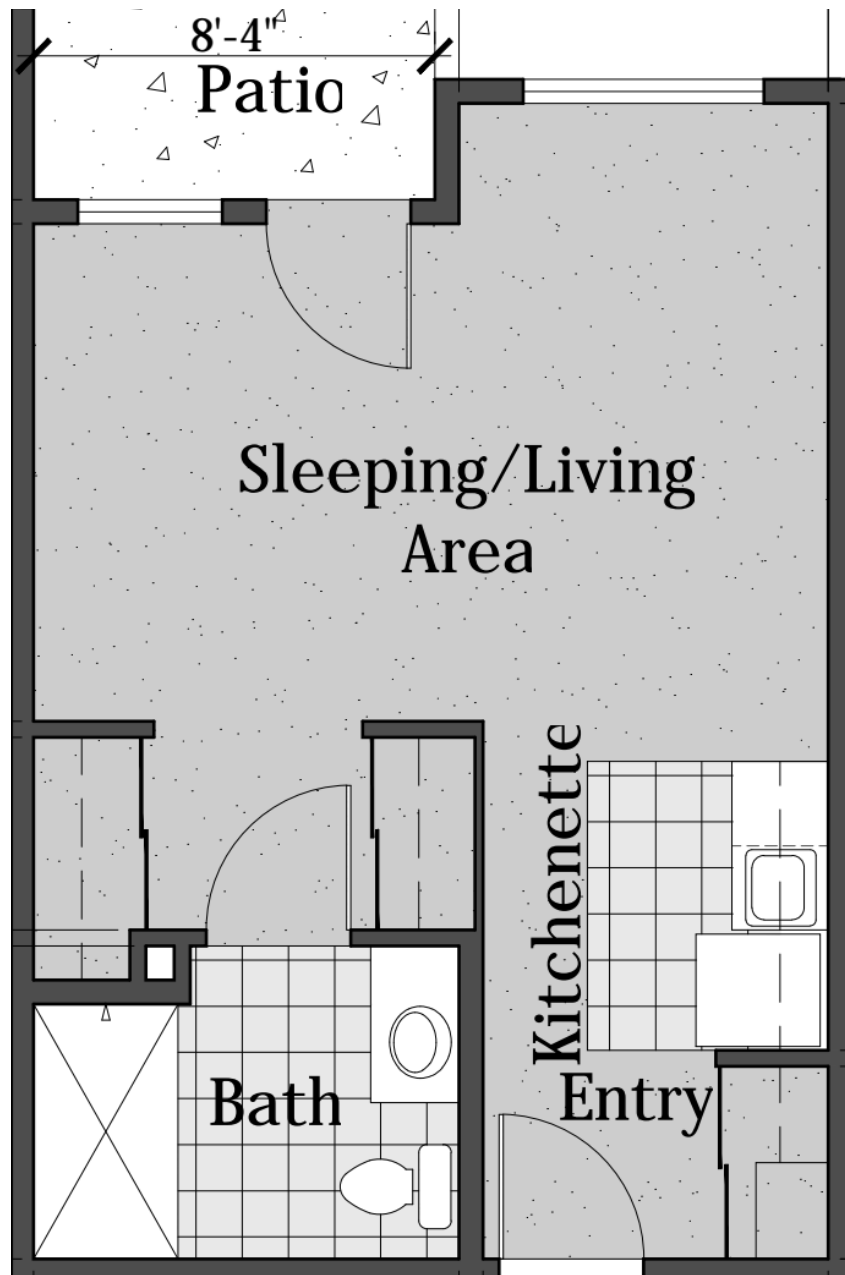 8'-4"
Patio
Sleeping/Living
Area
Kitchenette
Entry
Bath